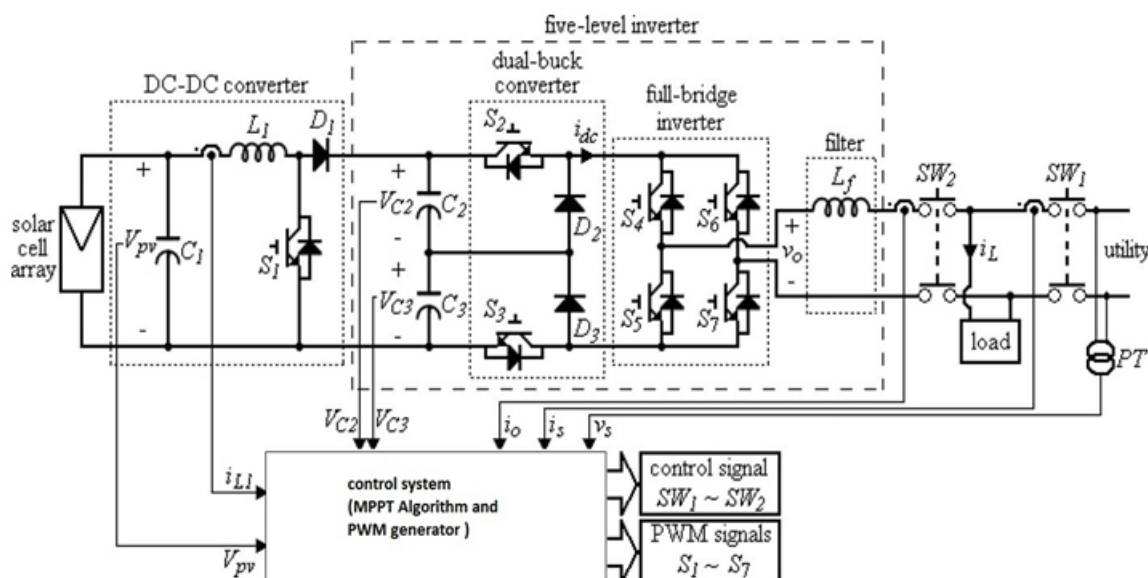 five-level inverter
dual-buck
converter
DC-DC converter
full-bridge
inverter
filter
L1
D1
S2
idc
Lf
SW2
SW1
+
+
VC2
C2
-
D2
S4
S6
+
vo
-
iL
utility
solar
cell
array
Vpv
C1
S1
-
+
VC3
C3
-
S3
D3
S5
S7
load
PT
VC2
VC3
io
is
vs
iL1
Vpv
control system
(MPPT Algorithm and
PWM generator )
control signal
SW1 ~ SW2
PWM signals
S1 ~ S7